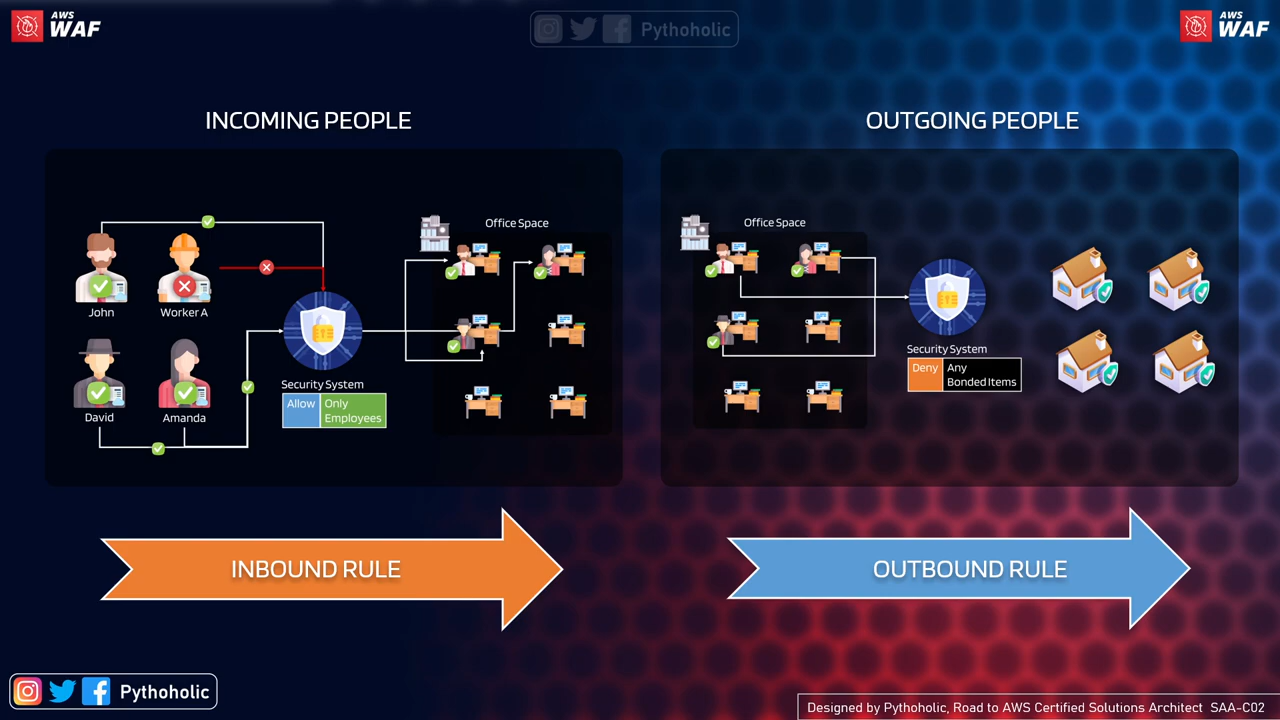 AWS
WAF
Pythoholic
AWS
WAF
INCOMING PEOPLE
OUTGOING PEOPLE
Office Space
John
Worker A
David
Amanda
Security System
Allow
Only
Employees
Office Space
Security System
Deny
Any
Bonded Items
INBOUND RULE
OUTBOUND RULE
Pythoholic
Designed by Pythoholic, Road to AWS Certified Solutions Architect SAA-C02